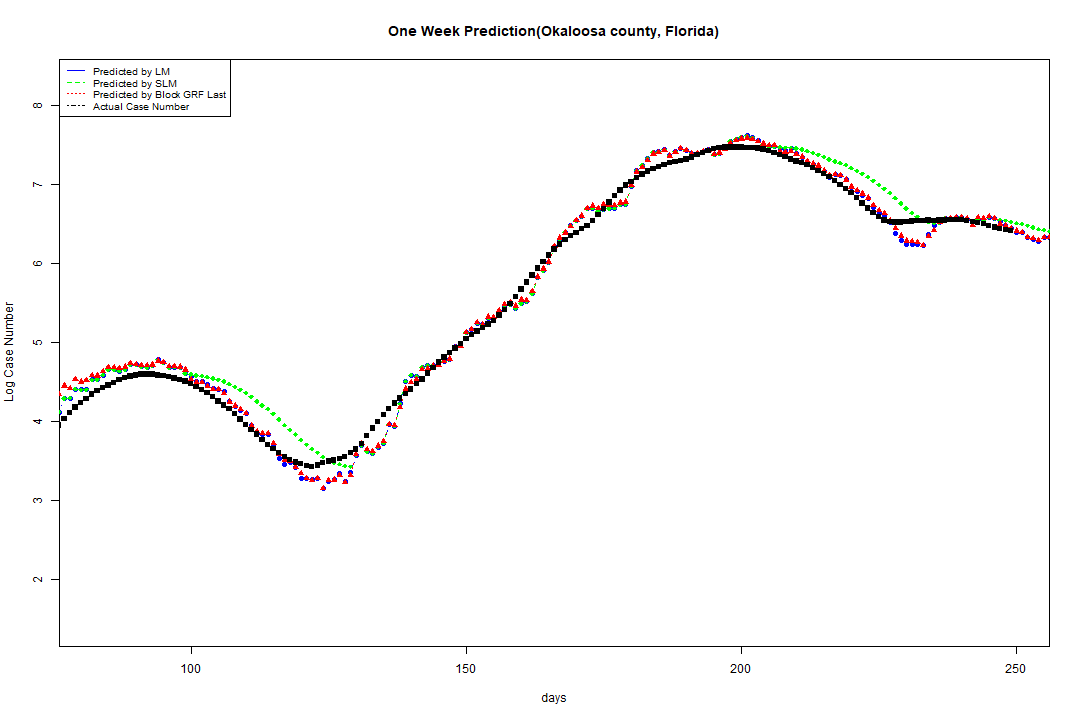 One Week Prediction(Okaloosa county, Florida)
Predicted by LM
Predicted by SLM
Predicted by Block GRF Last
Actual Case Number
8
7
6
5
4
3
2
Log Case Number
100 150 200 250
days